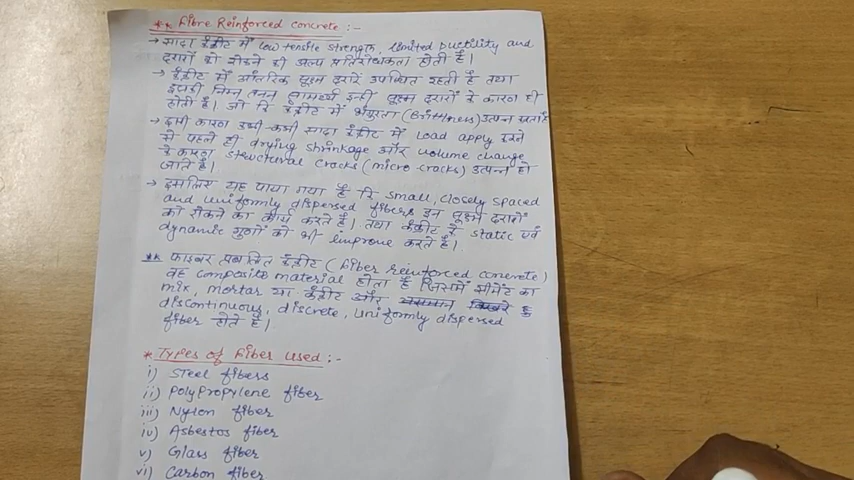 ** Fibre Reinforced Concrete :-
→ सादा कंक्रीट में low tensile strength, limited Ductility and
दरारों को रोकने की अल्प प्रतिरोधकता होती है।
→ कंक्रीट में आंतरिक सूक्ष्म दरारें उपस्थित रहती है तथा
इसकी निम्न तनन सामर्थ्य इन्हीं सूक्ष्म दरारों के कारण ही
होती है। जो कि कंक्रीट में भंगुरता (Brittness) उत्पन्न करता है
→ इसी कारण कभी-कभी सादा कंक्रीट में Load apply करने
से पहले ही drying shrinkage और volume change
के कारण structural cracks (micro-cracks) उत्पन्न हो
जाते है।
→ इसलिए यह पाया गया है कि small, closely spaced
and uniformly dispersed fibers इन सूक्ष्म दरारों
को रोकने का कार्य करते है। तथा कंक्रीट के static एवं
dynamic गुणों को भी improve करते है।
** फाइबर प्रबलित कंक्रीट (Fiber reinforced concrete)
वह composite material होता है जिसमें सीमेंट का
mix, mortar या कंक्रीट और
discontinuous, discrete, uniformly dispersed
fiber होते है।
* Types of Fiber used :-
i) Steel fibers
ii) PolyPropylene fiber
iii) Nylon fiber
iv) Asbestos fiber
v) Glass fiber
vi) Carbon fiber